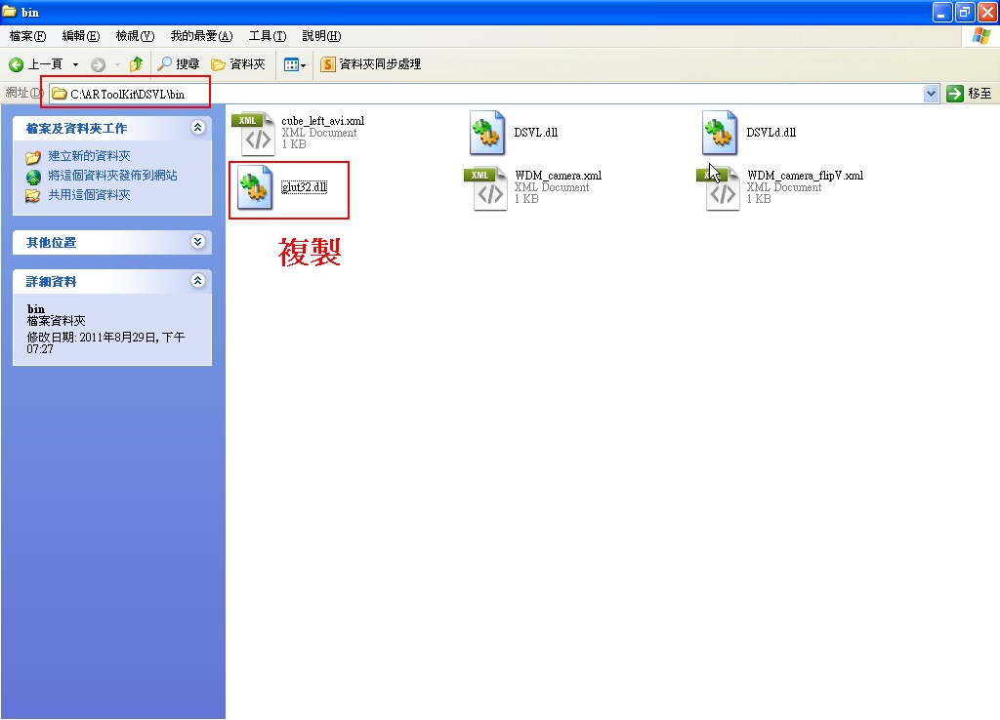 bin
檔案(F) 編輯(E) 檢視(V) 我的最愛(A) 工具(T) 說明(H)
上一頁 搜尋 資料夾 S 資料夾同步處理
網址(D) C:\ARToolKit\DSVL\bin 移至
檔案及資料夾工作
建立新的資料夾
將這個資料夾發佈到網站
共用這個資料夾
其他位置
詳細資料
bin
檔案資料夾
修改日期: 2011年8月29日, 下午
07:27
XML
cube_left_avi.xml
XML Document
1 KB
DSVL.dll
DSVLd.dll
glut32.dll
XML
WDM_camera.xml
XML Document
1 KB
XML
WDM_camera_flipV.xml
XML Document
1 KB
複製